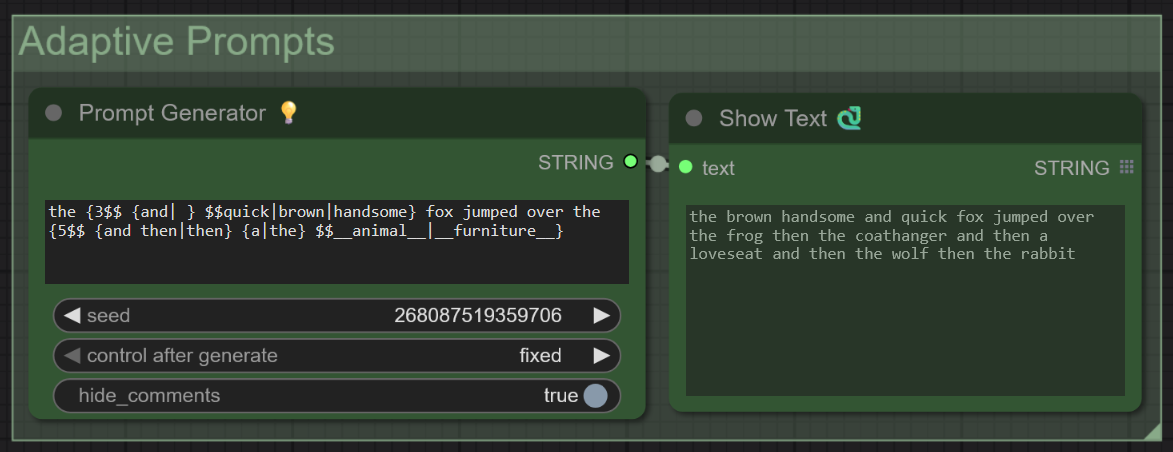 Adaptive Prompts
Prompt Generator 💡
STRING
the {3$$ {and| } $$quick|brown|handsome} fox jumped over the
{5$$ {and then|then} {a|the} $$__animal__|__furniture__}
seed 268087519359706
control after generate fixed
hide_comments true
Show Text
text STRING
the brown handsome and quick fox jumped over
the frog then the coathanger and then a
loveseat and then the wolf then the rabbit